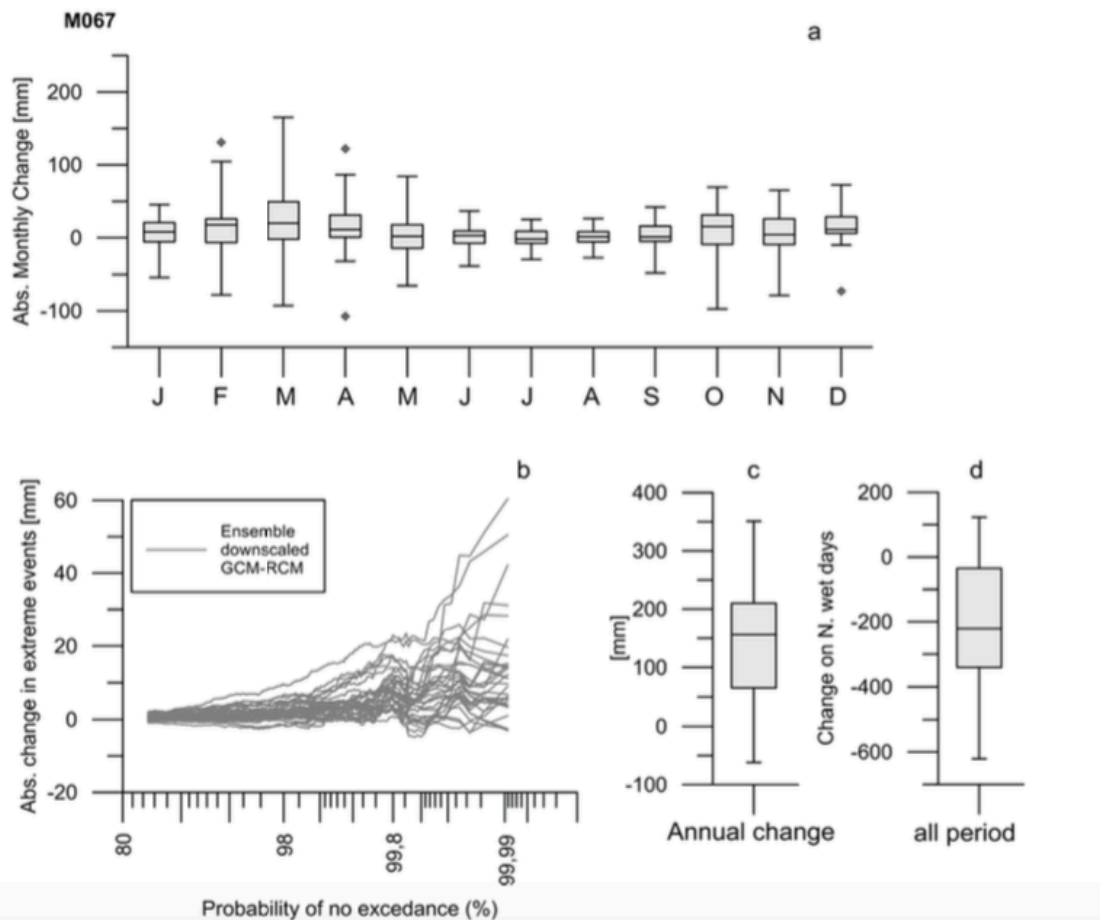 M067
a
Abs. Monthly Change [mm]
200
100
0
-100
J F M A M J J A S O N D
b
Abs. change in extreme events [mm]
60
40
20
0
-20
Ensemble
downscaled
GCM-RCM
80 98 99,8 99,99
Probability of no excedance (%)
c
[mm]
400
300
200
100
0
-100
Annual change
d
Change on N. wet days
200
0
-200
-400
-600
all period